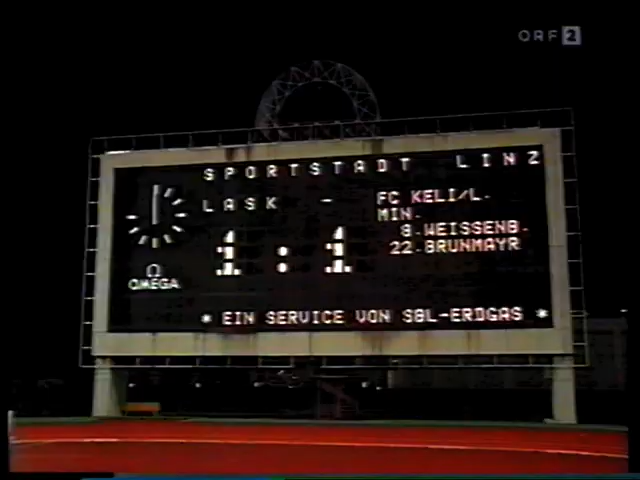 ORF 2
SPORTSTADT LINZ
LASK - FC KELI/L.
MIN.
1 : 1
8. WEISSENB.
22. BRUNMAYR
OMEGA
* EIN SERVICE VON SBL-ERDGAS *